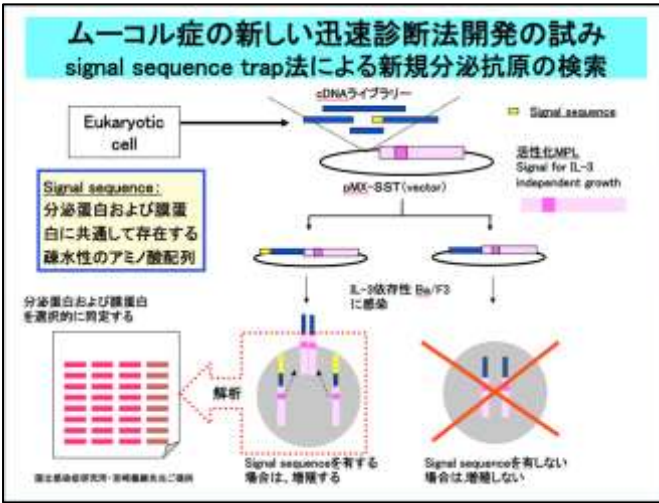 ムーコル症の新しい迅速診断法開発の試み
signal sequence trap法による新規分泌抗原の検索
cDNAライブラリー
Eukaryotic
cell
Signal sequence
活性化MPL
Signal for IL-3
independent growth
pMX-SST(vector)
Signal sequence:
分泌蛋白および膜蛋
白に共通して存在する
疎水性のアミノ酸配列
IL-3依存性 Ba/F3
に感染
分泌蛋白および膜蛋白
を選択的に同定する
解析
Signal sequenceを有する
場合は、増殖する
Signal sequenceを有しない
場合は、増殖しない
国立感染症研究所・